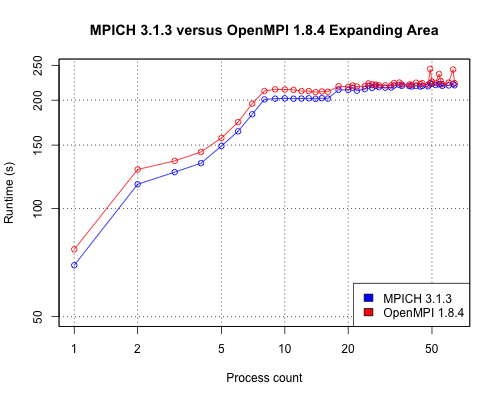 MPICH 3.1.3 versus OpenMPI 1.8.4 Expanding Area
Runtime (s)
250
200
150
100
50
1 2 5 10 20 50
Process count
MPICH 3.1.3
OpenMPI 1.8.4